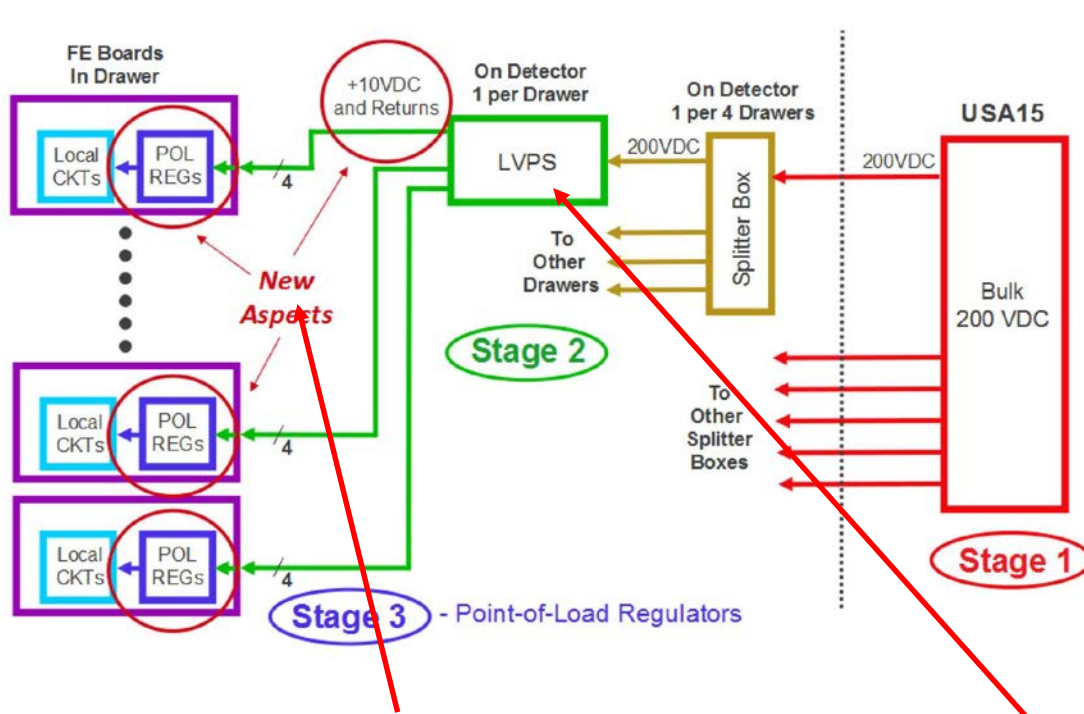 FE Boards
In Drawer
Local
CKTs
POL
REGs
4
+10VDC
and Returns
On Detector
1 per Drawer
LVPS
200VDC
On Detector
1 per 4 Drawers
Splitter Box
200VDC
USA15
Bulk
200 VDC
To
Other
Drawers
New
Aspects
Stage 2
Local
CKTs
POL
REGs
4
To
Other
Splitter
Boxes
Local
CKTs
POL
REGs
4
Stage 3 - Point-of-Load Regulators
Stage 1